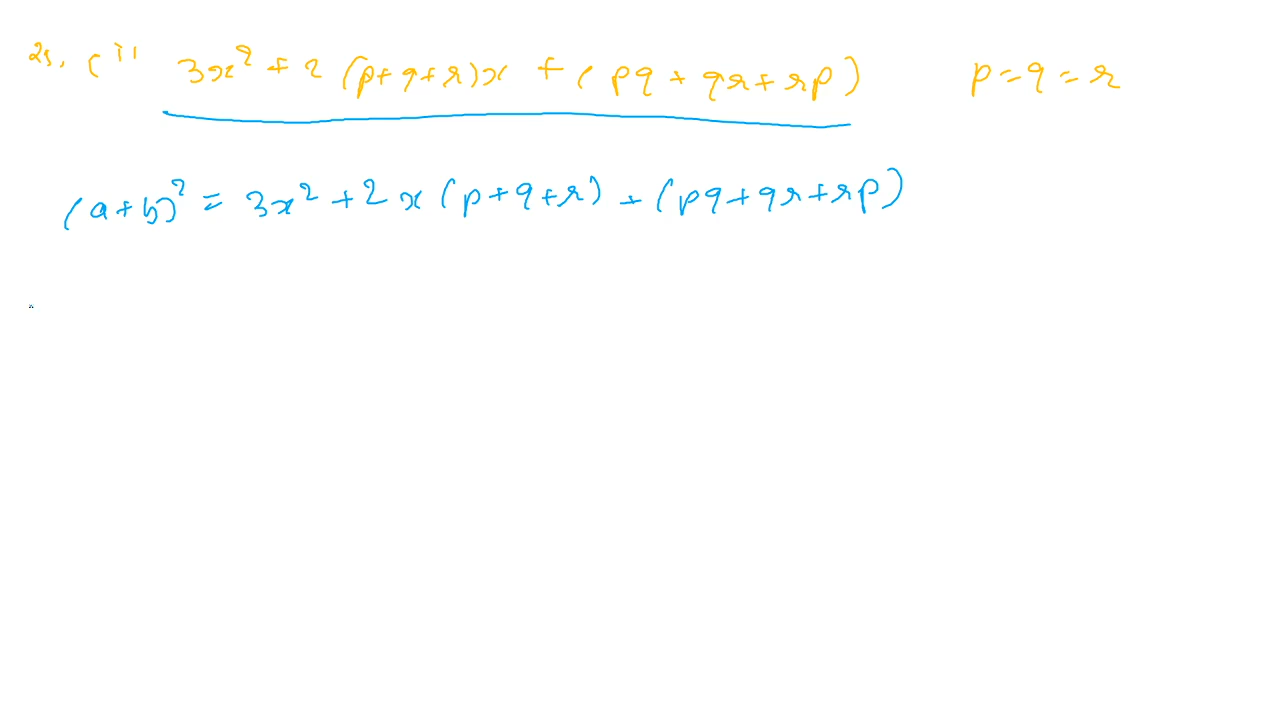 21. (i) 3x² + 2 (p+q+r)x + (pq + qr + rp) p = q = r
(a+b)² = 3x² + 2x (p+q+r) + (pq + qr + rp)